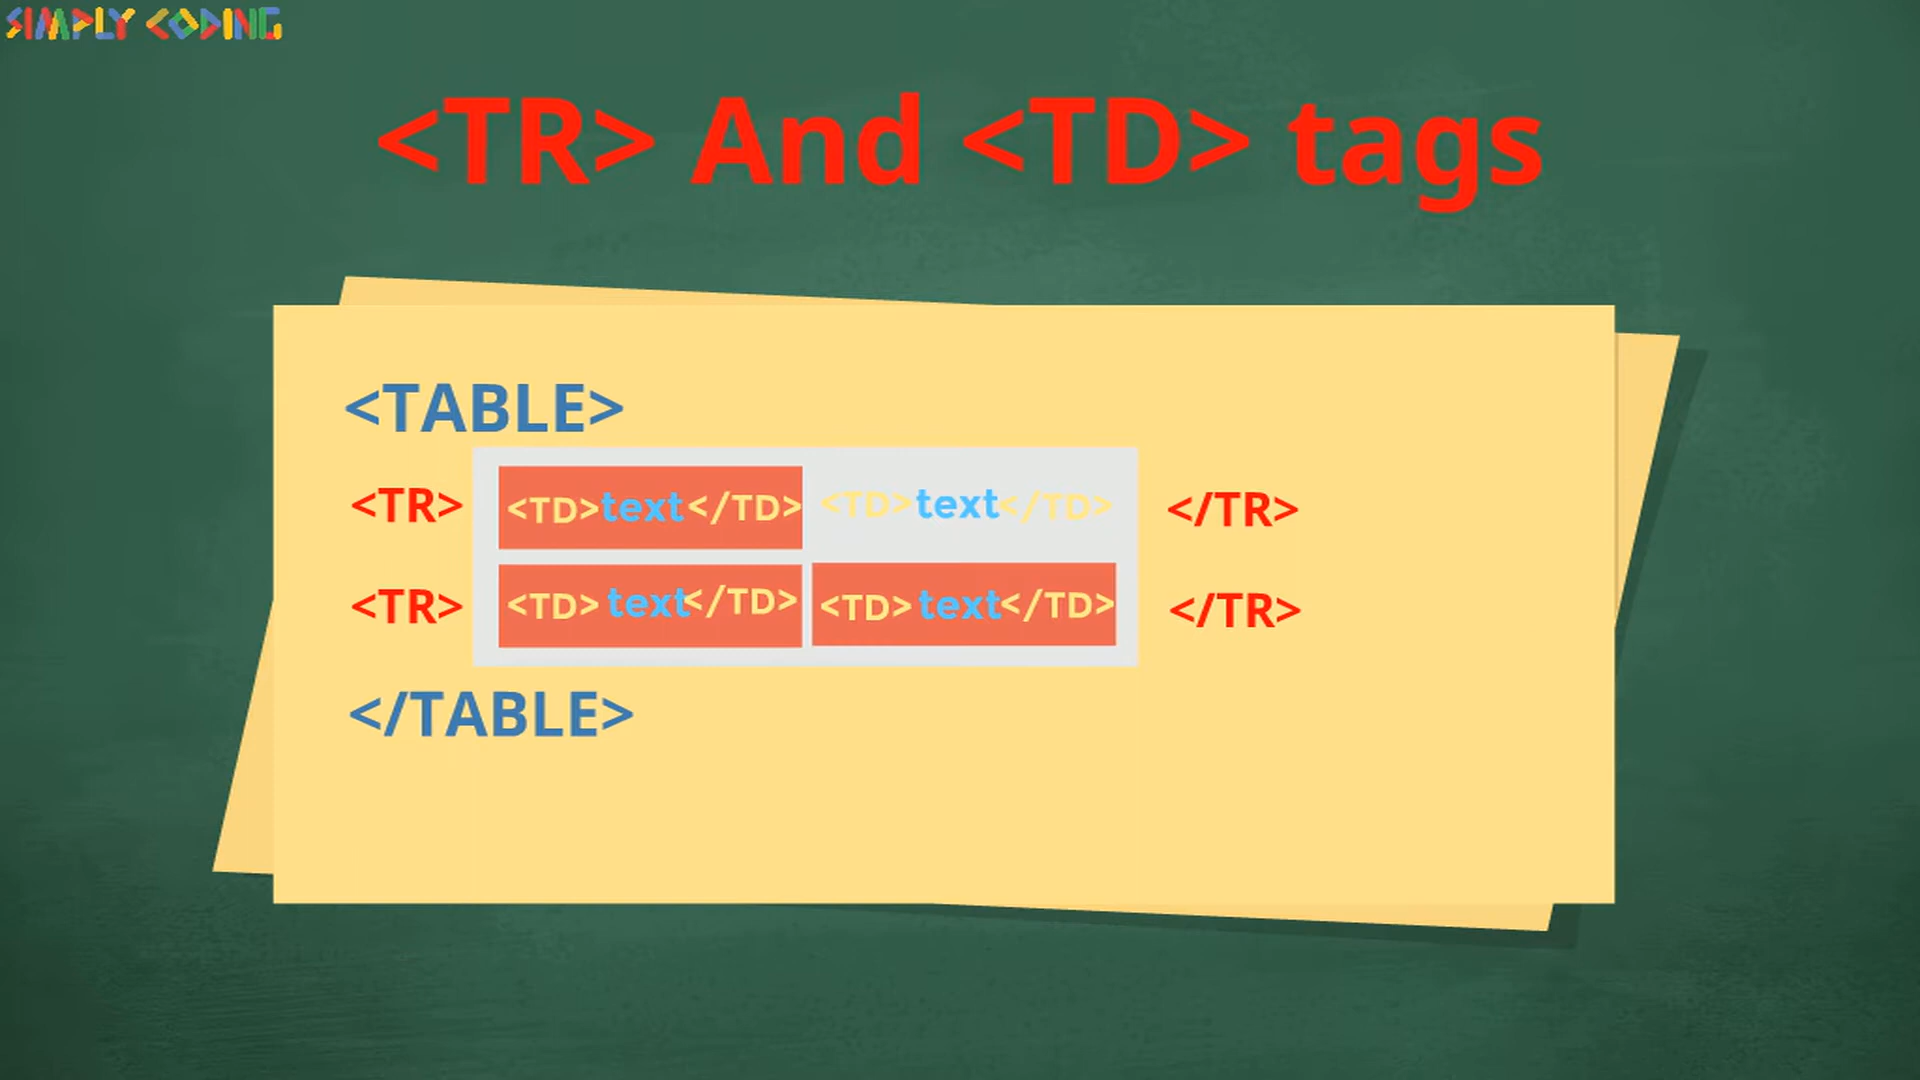 SIMPLY CODING
<TR> And <TD> tags
<TABLE>
<TR> <TD>text</TD> <TD>text</TD> </TR>
<TR> <TD> text</TD> <TD> text</TD> </TR>
</TABLE>